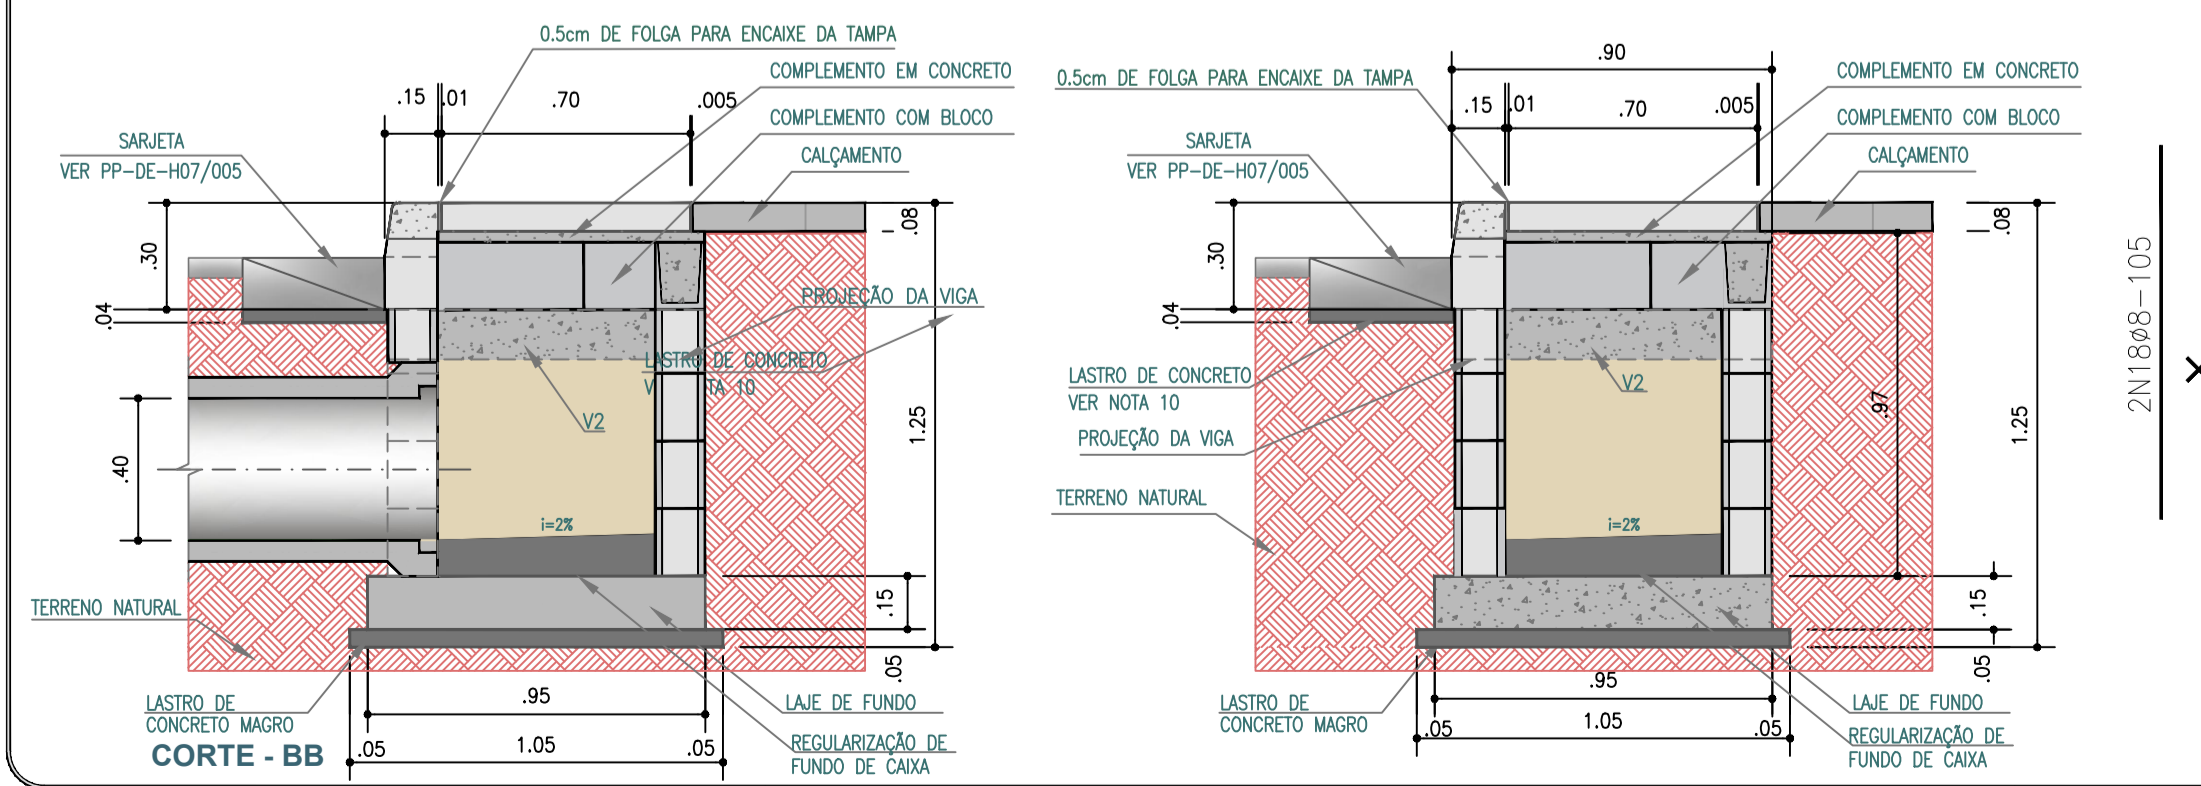 0.5cm DE FOLGA PARA ENCAIXE DA TAMPA
COMPLEMENTO EM CONCRETO
.15
.01
.70
.005
COMPLEMENTO COM BLOCO
SARJETA
VER PP-DE-H07/005
CALÇAMENTO
.08
.30
PROJEÇÃO DA VIGA
.04
LASTRO DE CONCRETO
V TA 10
V2
1.25
.40
i=2%
TERRENO NATURAL
.15
.05
.95
LASTRO DE
CONCRETO MAGRO
LAJE DE FUNDO
.05
1.05
.05
REGULARIZAÇÃO DE
FUNDO DE CAIXA
CORTE - BB
.90
0.5cm DE FOLGA PARA ENCAIXE DA TAMPA
COMPLEMENTO EM CONCRETO
.15
.01
.70
.005
COMPLEMENTO COM BLOCO
SARJETA
VER PP-DE-H07/005
CALÇAMENTO
.08
.30
.04
LASTRO DE CONCRETO
VER NOTA 10
V2
.97
1.25
PROJEÇÃO DA VIGA
TERRENO NATURAL
i=2%
.15
.05
.95
LASTRO DE
CONCRETO MAGRO
LAJE DE FUNDO
.05
1.05
.05
REGULARIZAÇÃO DE
FUNDO DE CAIXA
2N18ø8-105